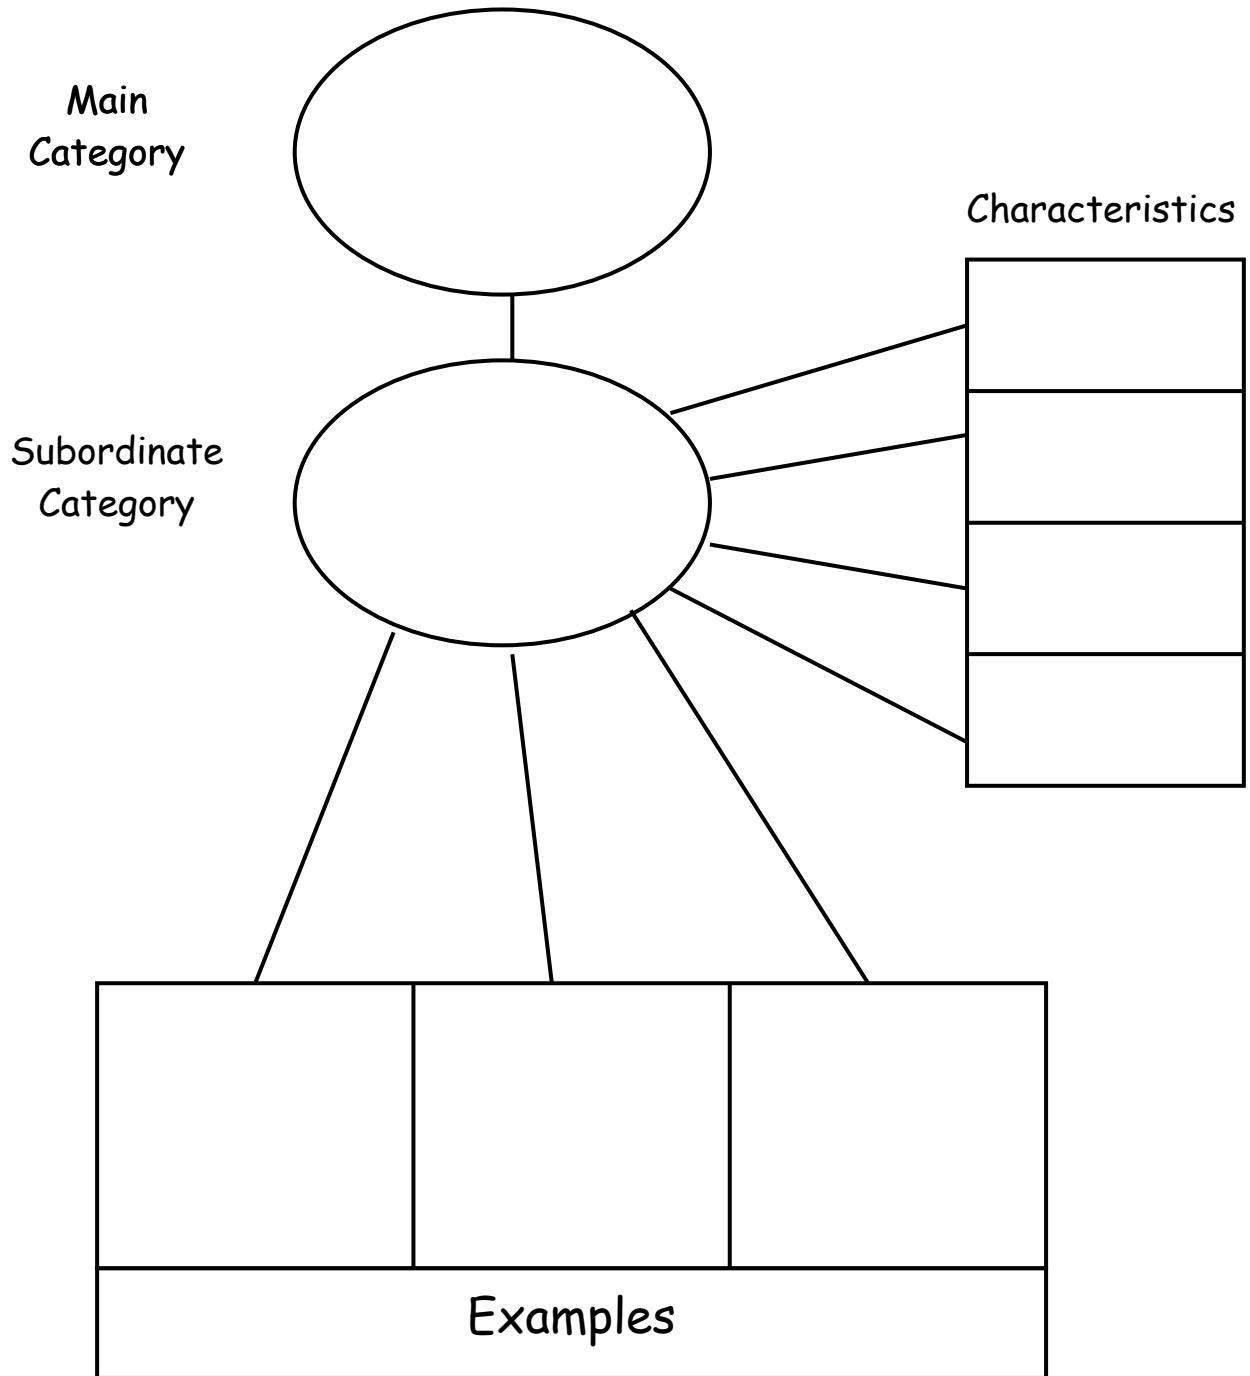 Main
Category
Characteristics
Subordinate
Category
Examples